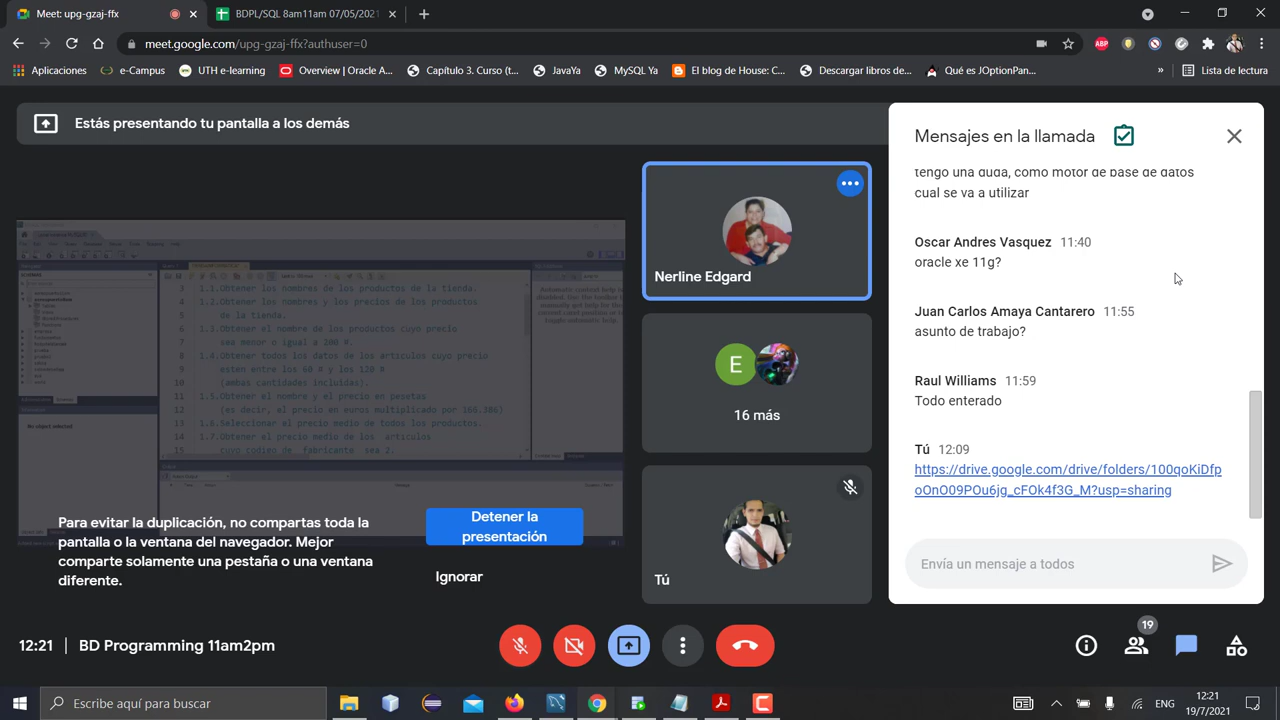 Meet: upg-gzaj-ffx
BDPL/SQL 8am11am 07/05/2021
meet.google.com/upg-gzaj-ffx?authuser=0
ABP
Aplicaciones
e-Campus
UTH e-learning
Overview | Oracle A...
Capítulo 3. Curso (t...
JavaYa
MySQL Ya
El blog de House: C...
Descargar libros de...
Qué es JOptionPan...
»
Lista de lectura
Estás presentando tu pantalla a los demás
3 1.1.Obtener los nombres de los productos de la tienda.
4 1.2.Obtener los nombres y los precios de los productos
1.3.Obtener el nombre de los productos cuyo precio
sea menor o igual a 200 €.
8 1.4.Obtener todos los datos de los artículos cuyo precio
9 esten entre los 60 € y los 120 €
10 (ambas cantidades incluidas).
11 1.5.Obtener el nombre y el precio en pesetas
12 (es decir, el precio en euros multiplicado por 166.386)
13 1.6.Seleccionar el precio medio de todos los productos.
14 1.7.Obtener el precio medio de los articulos
15 cuyo codigo de fabricante sea 2.
Para evitar la duplicación, no compartas toda la
pantalla o la ventana del navegador. Mejor
comparte solamente una pestaña o una ventana
diferente.
Detener la
presentación
Ignorar
Nerline Edgard
E
16 más
Tú
Mensajes en la llamada
tengo una duda, como motor de base de datos
cual se va a utilizar
Oscar Andres Vasquez 11:40
oracle xe 11g?
Juan Carlos Amaya Cantarero 11:55
asunto de trabajo?
Raul Williams 11:59
Todo enterado
Tú 12:09
https://drive.google.com/drive/folders/100qoKiDfp
oOnO09POu6jg_cFOk4f3G_M?usp=sharing
Envía un mensaje a todos
12:21 | BD Programming 11am2pm
19
Escribe aquí para buscar
ENG
12:21
19/7/2021